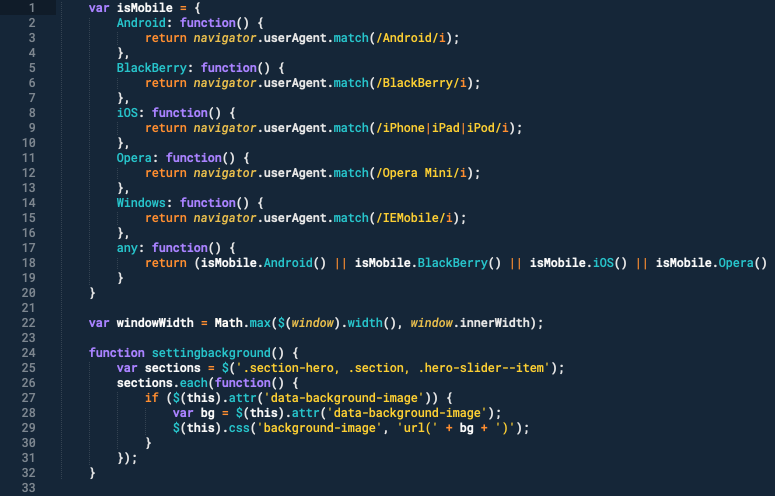 1 var isMobile = {
2 Android: function() {
3 return navigator.userAgent.match(/Android/i);
4 },
5 BlackBerry: function() {
6 return navigator.userAgent.match(/BlackBerry/i);
7 },
8 iOS: function() {
9 return navigator.userAgent.match(/iPhone|iPad|iPod/i);
10 },
11 Opera: function() {
12 return navigator.userAgent.match(/Opera Mini/i);
13 },
14 Windows: function() {
15 return navigator.userAgent.match(/IEMobile/i);
16 },
17 any: function() {
18 return (isMobile.Android() || isMobile.BlackBerry() || isMobile.iOS() || isMobile.Opera()
19 }
20 }
21
22 var windowWidth = Math.max($(window).width(), window.innerWidth);
23
24 function settingbackground() {
25 var sections = $('.section-hero, .section, .hero-slider--item');
26 sections.each(function() {
27 if ($(this).attr('data-background-image')) {
28 var bg = $(this).attr('data-background-image');
29 $(this).css('background-image', 'url(' + bg + ')');
30 }
31 });
32 }
33